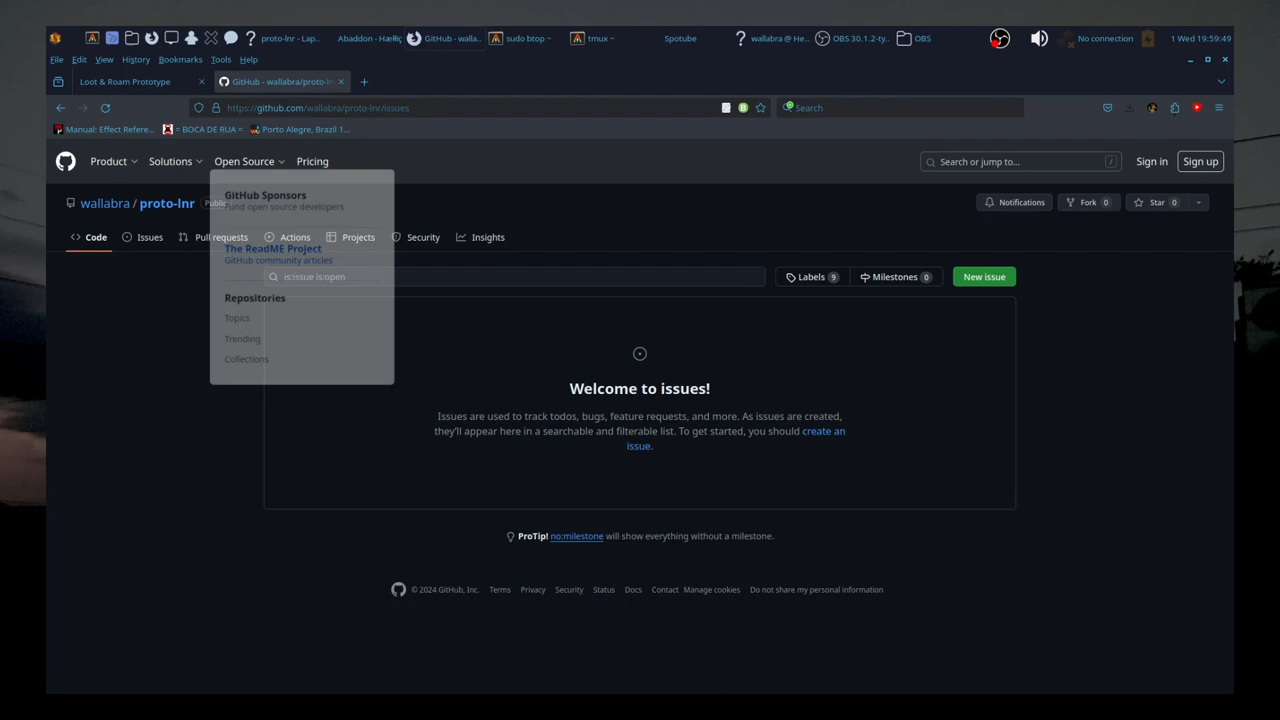 proto-lnr - Lap..
Abaddon - Hælliç
GitHub - walla..
sudo btop ~
tmux ~
Spotube
wallabra @ He...
OBS 30.1.2-ty...
OBS
No connection
1 Wed 19:59:49
File Edit View History Bookmarks Tools Help
Loot & Roam Prototype
GitHub - wallabra/proto-ln
https://github.com/wallabra/proto-lnr/issues
Search
Manual: Effect Refere...
= BOCA DE RUA =
Porto Alegre, Brazil 1...
Product
Solutions
Open Source
Pricing
Search or jump to...
/
Sign in
Sign up
GitHub Sponsors
Fund open source developers
wallabra / proto-lnr
Public
Notifications
Fork 0
Star 0
Code
Issues
Pull requests
Actions
Projects
Security
Insights
The ReadME Project
GitHub community articles
is:issue is:open
Labels 9
Milestones 0
New issue
Repositories
Topics
Trending
Collections
Welcome to issues!
Issues are used to track todos, bugs, feature requests, and more. As issues are created,
they'll appear here in a searchable and filterable list. To get started, you should create an
issue.
ProTip! no:milestone will show everything without a milestone.
© 2024 GitHub, Inc. Terms Privacy Security Status Docs Contact Manage cookies Do not share my personal information